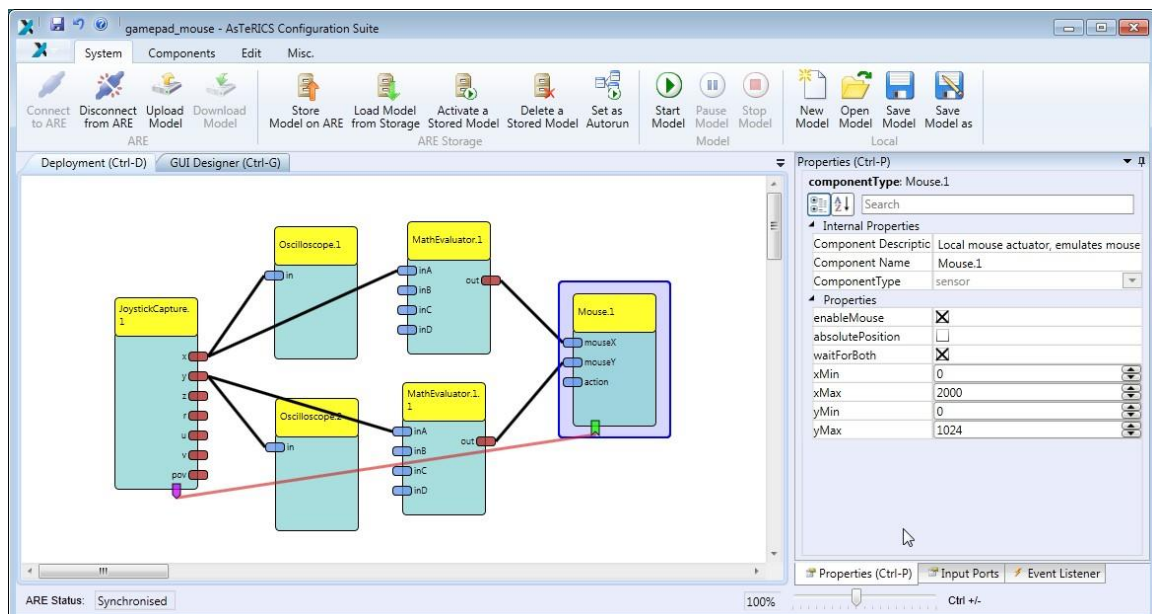 gamepad_mouse - AsTeRICS Configuration Suite
System Components Edit Misc.
Connect to ARE
Disconnect from ARE
Upload Model
Download Model
ARE
Store Model on ARE
Load Model from Storage
Activate a Stored Model
Delete a Stored Model
Set as Autorun
ARE Storage
Start Model
Pause Model
Stop Model
Model
New Model
Open Model
Save Model
Save Model as
Local
Deployment (Ctrl-D) GUI Designer (Ctrl-G)
JoystickCapture.
1
x
y
z
r
u
v
pov
Oscilloscope.1
in
Oscilloscope.2
in
MathEvaluator.1
inA
inB
inC
inD
out
MathEvaluator.1.
1
inA
inB
inC
inD
out
Mouse.1
mouseX
mouseY
action
Properties (Ctrl-P)
componentType: Mouse.1
Search
Internal Properties
Component Descriptic Local mouse actuator, emulates mouse
Component Name Mouse.1
ComponentType sensor
Properties
enableMouse
absolutePosition
waitForBoth
xMin 0
xMax 2000
yMin 0
yMax 1024
Properties (Ctrl-P) Input Ports Event Listener
ARE Status: Synchronised 100% Ctrl +/-